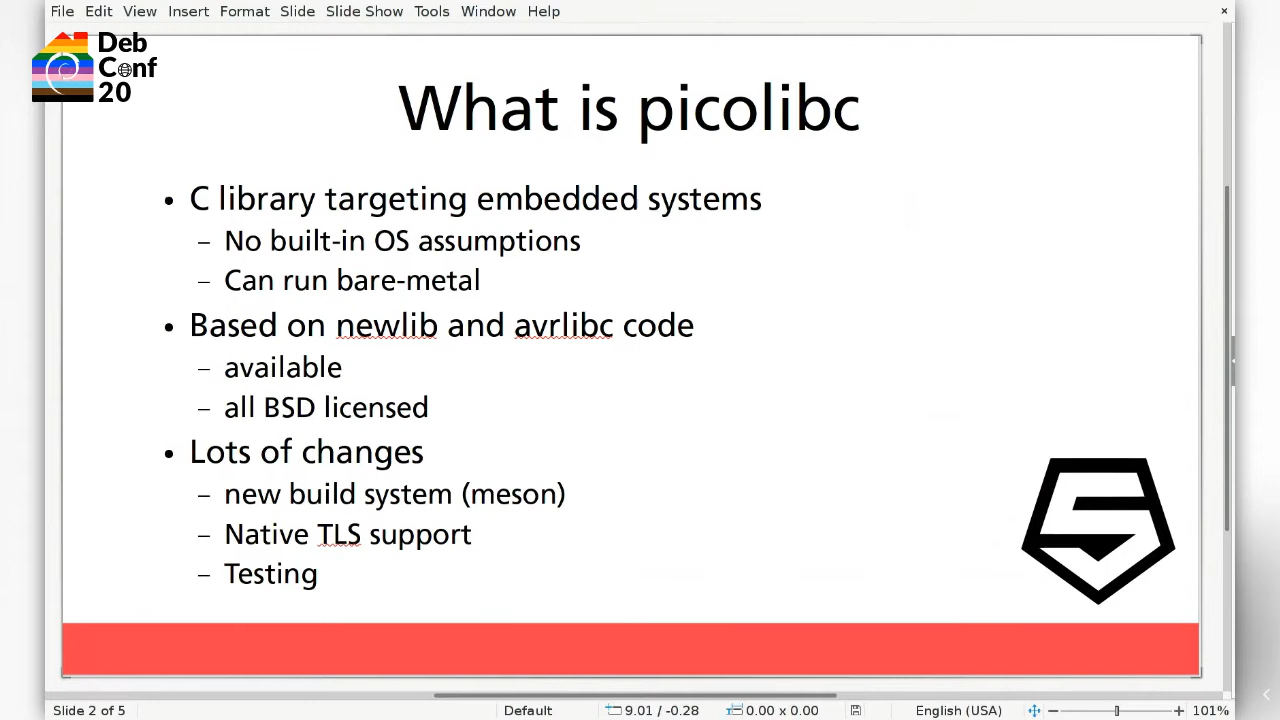 File Edit View Insert Format Slide Slide Show Tools Window Help ×
Deb
Conf
20
What is picolibc
• C library targeting embedded systems
– No built-in OS assumptions
– Can run bare-metal
• Based on newlib and avrlibc code
– available
– all BSD licensed
• Lots of changes
– new build system (meson)
– Native TLS support
– Testing
Slide 2 of 5 Default 9.01 / -0.28 0.00 x 0.00 English (USA) 101%